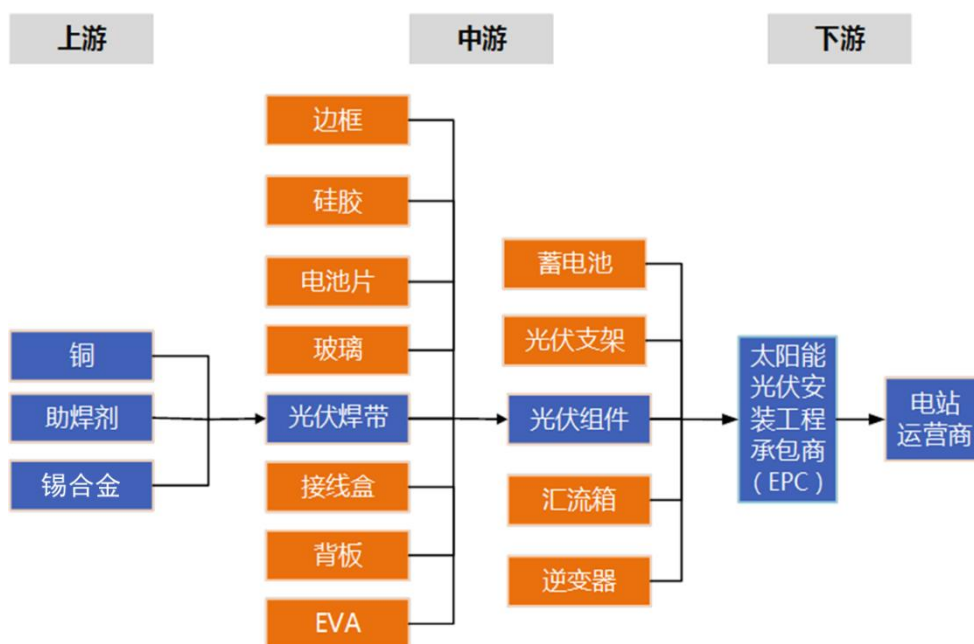 上游
中游
下游
边框
硅胶
电池片
玻璃
光伏焊带
接线盒
背板
EVA
铜
助焊剂
锡合金
蓄电池
光伏支架
光伏组件
汇流箱
逆变器
太阳能
光伏安
装工程
承包商
（EPC）
电站
运营商